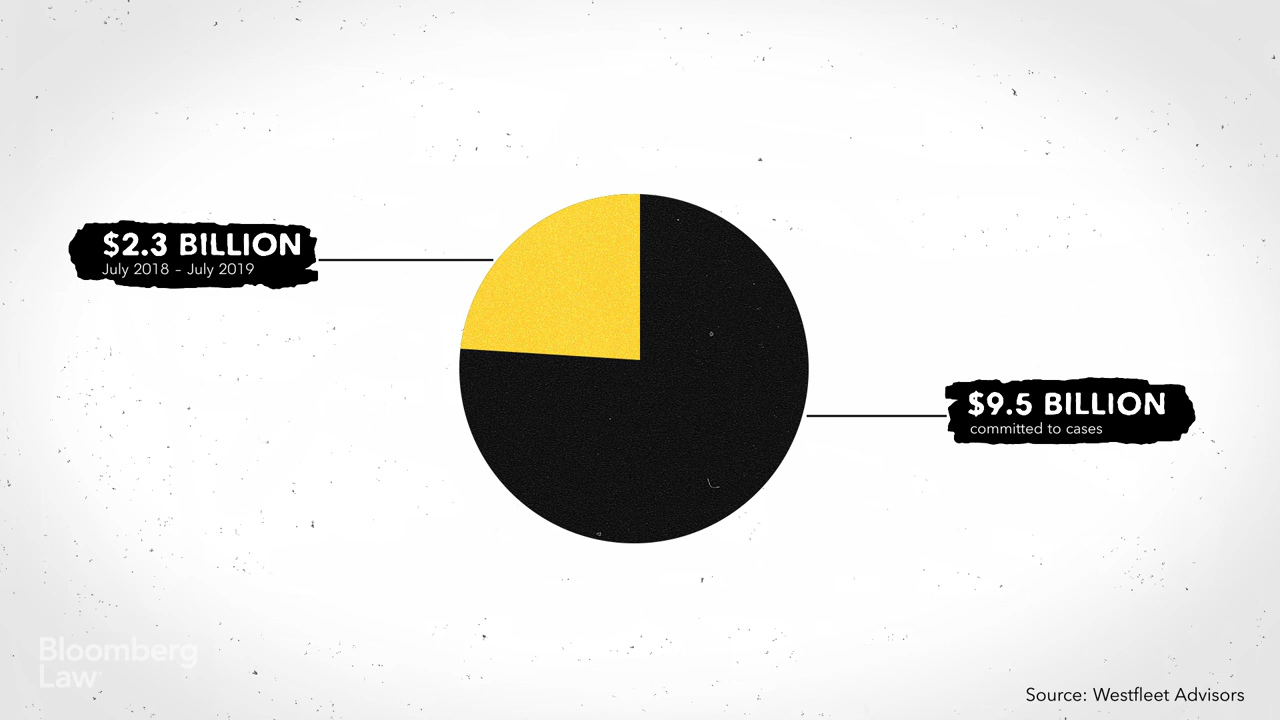 $2.3 BILLION
July 2018 – July 2019
$9.5 BILLION
committed to cases
Bloomberg
Law
Source: Westfleet Advisors